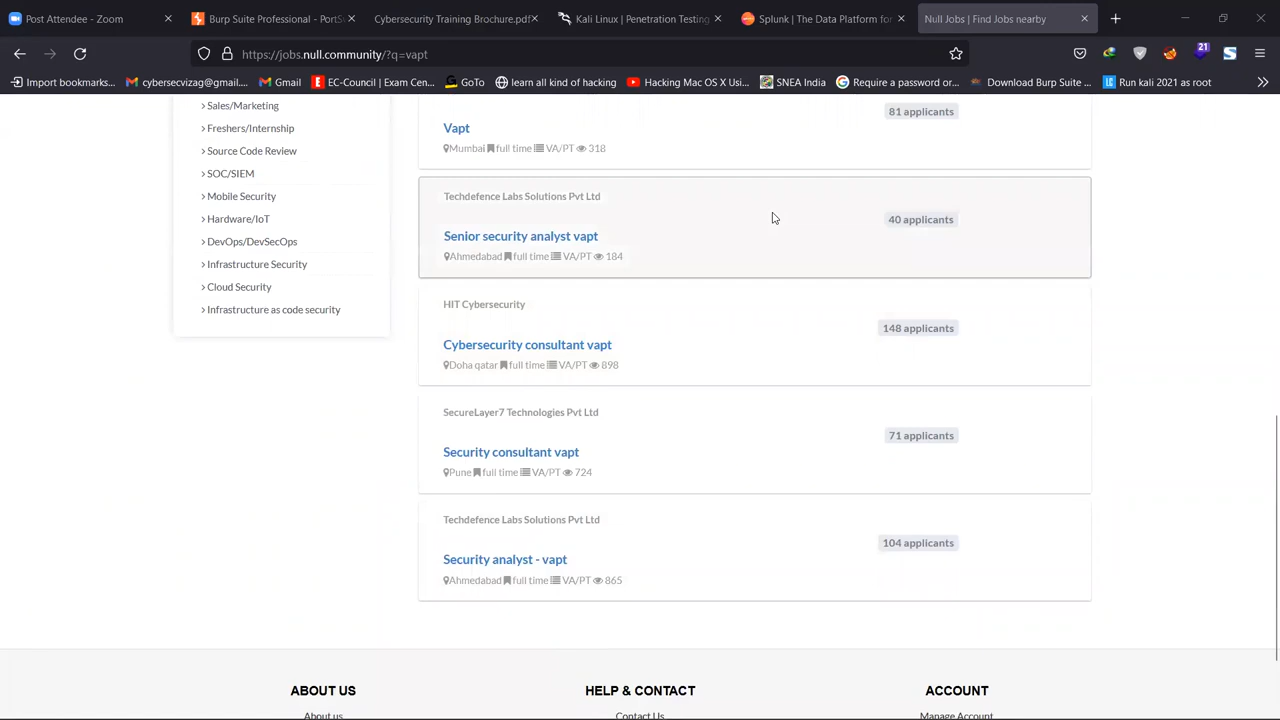 Post Attendee - Zoom
Burp Suite Professional - PortSv
Cybersecurity Training Brochure.pdf
Kali Linux | Penetration Testing
Splunk | The Data Platform for
Null Jobs | Find Jobs nearby
https://jobs.null.community/?q=vapt
21
Import bookmarks...
cybersecvizag@gmail....
Gmail
EC-Council | Exam Cen...
GoTo
learn all kind of hacking
Hacking Mac OS X Usi...
SNEA India
Require a password or...
Download Burp Suite ...
Run kali 2021 as root
Sales/Marketing
Freshers/Internship
Source Code Review
SOC/SIEM
Mobile Security
Hardware/IoT
DevOps/DevSecOps
Infrastructure Security
Cloud Security
Infrastructure as code security
81 applicants
Vapt
Mumbai full time VA/PT 318
Techdefence Labs Solutions Pvt Ltd
40 applicants
Senior security analyst vapt
Ahmedabad full time VA/PT 184
HIT Cybersecurity
148 applicants
Cybersecurity consultant vapt
Doha qatar full time VA/PT 898
SecureLayer7 Technologies Pvt Ltd
71 applicants
Security consultant vapt
Pune full time VA/PT 724
Techdefence Labs Solutions Pvt Ltd
104 applicants
Security analyst - vapt
Ahmedabad full time VA/PT 865
ABOUT US
HELP & CONTACT
ACCOUNT
About us
Contact Us
Manage Account